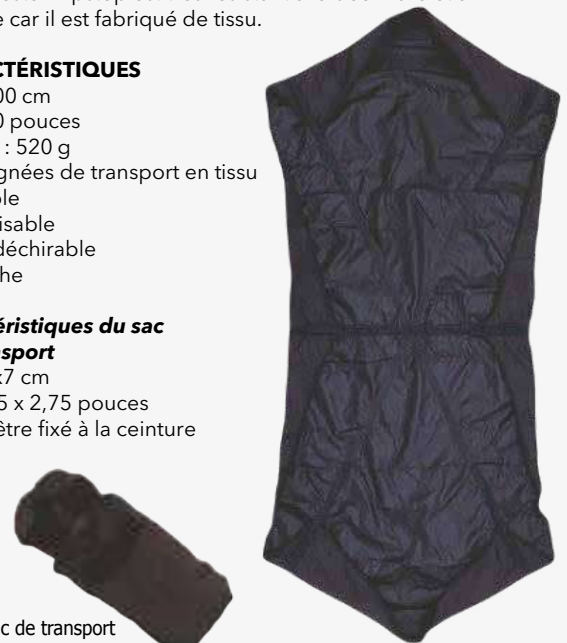 e car il est fabriqué de tissu.
CTÉRISTIQUES
00 cm
0 pouces
: 520 g
gnées de transport en tissu
ble
isable
déchirable
he
éristiques du sac
nsport
x7 cm
5 x 2,75 pouces
être fixé à la ceinture
c de transport